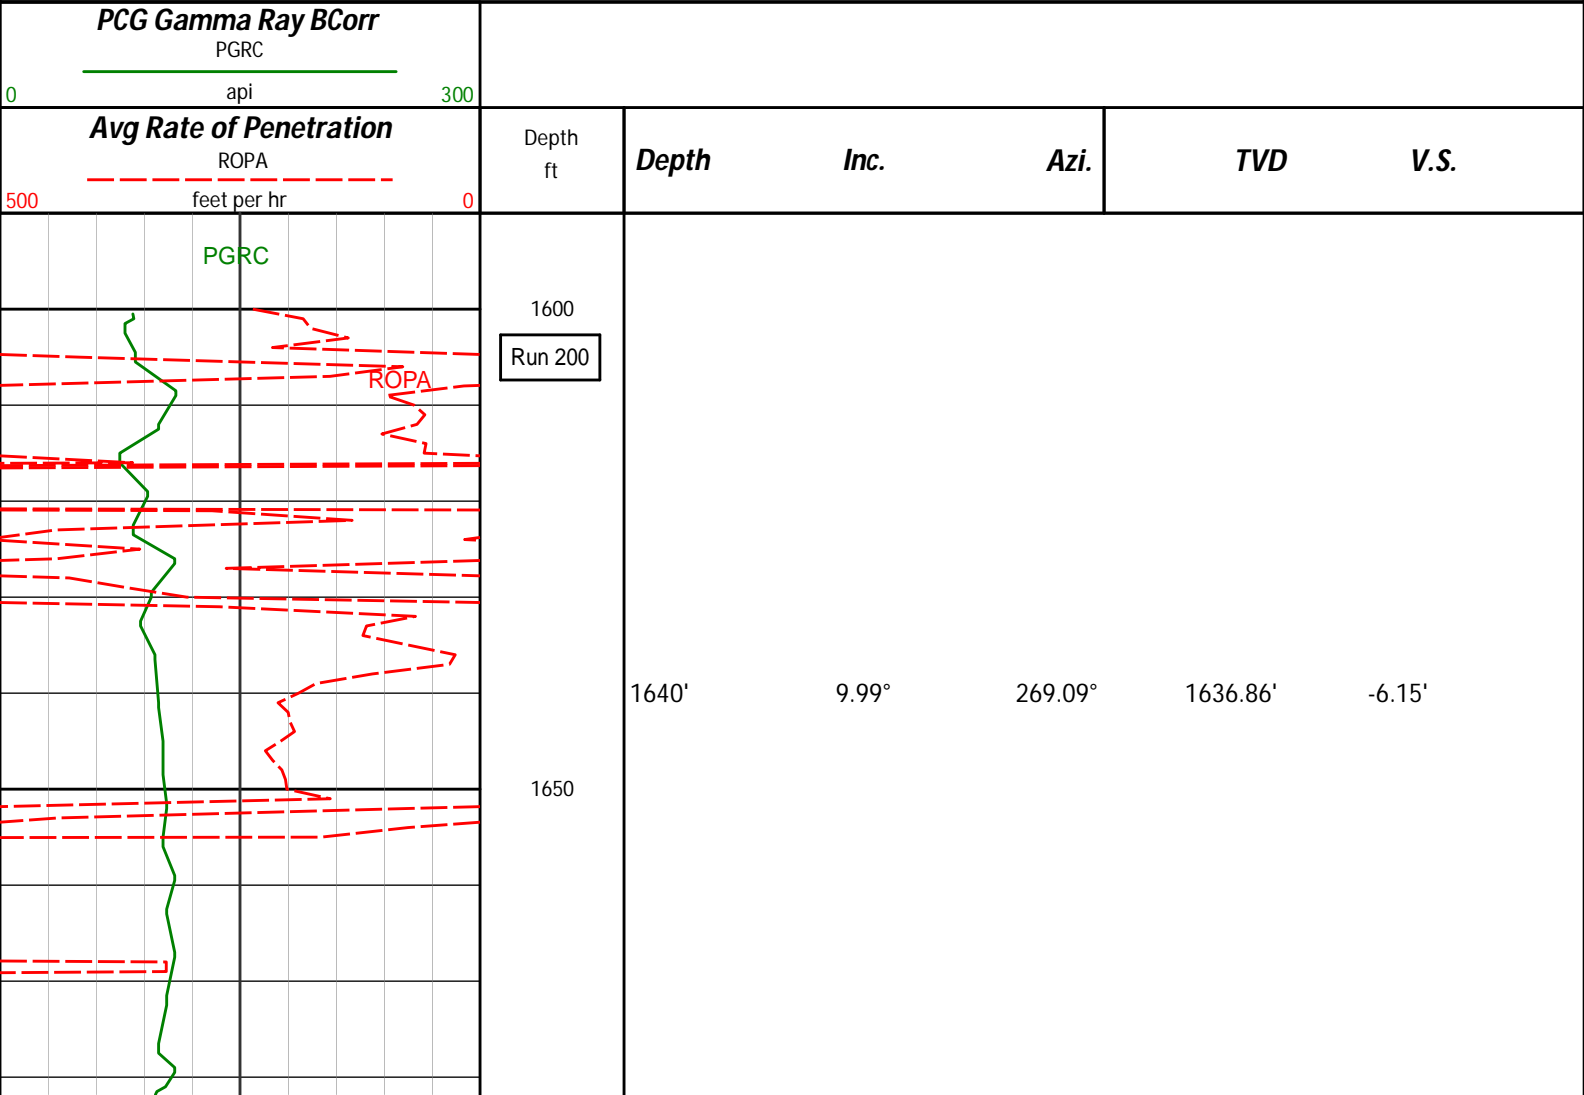 PCG Gamma Ray BCorr
PGRC
0 api 300
Avg Rate of Penetration
ROPA
500 feet per hr 0
Depth
ft
Depth Inc. Azi. TVD V.S.
PGRC
1600
Run 200
ROPA
1640' 9.99° 269.09° 1636.86' -6.15'
1650